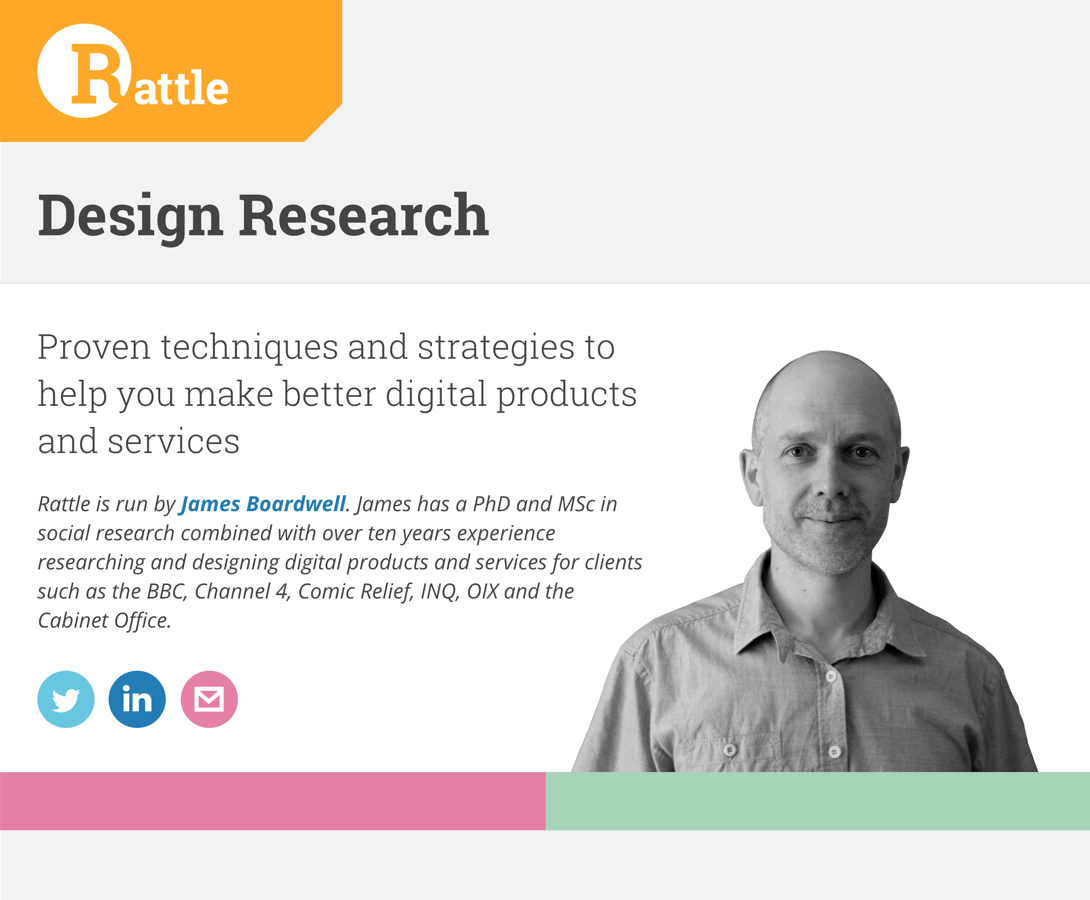 Rattle
Design Research
Proven techniques and strategies to
help you make better digital products
and services
Rattle is run by James Boardwell. James has a PhD and MSc in
social research combined with over ten years experience
researching and designing digital products and services for clients
such as the BBC, Channel 4, Comic Relief, INQ, OIX and the
Cabinet Office.
in